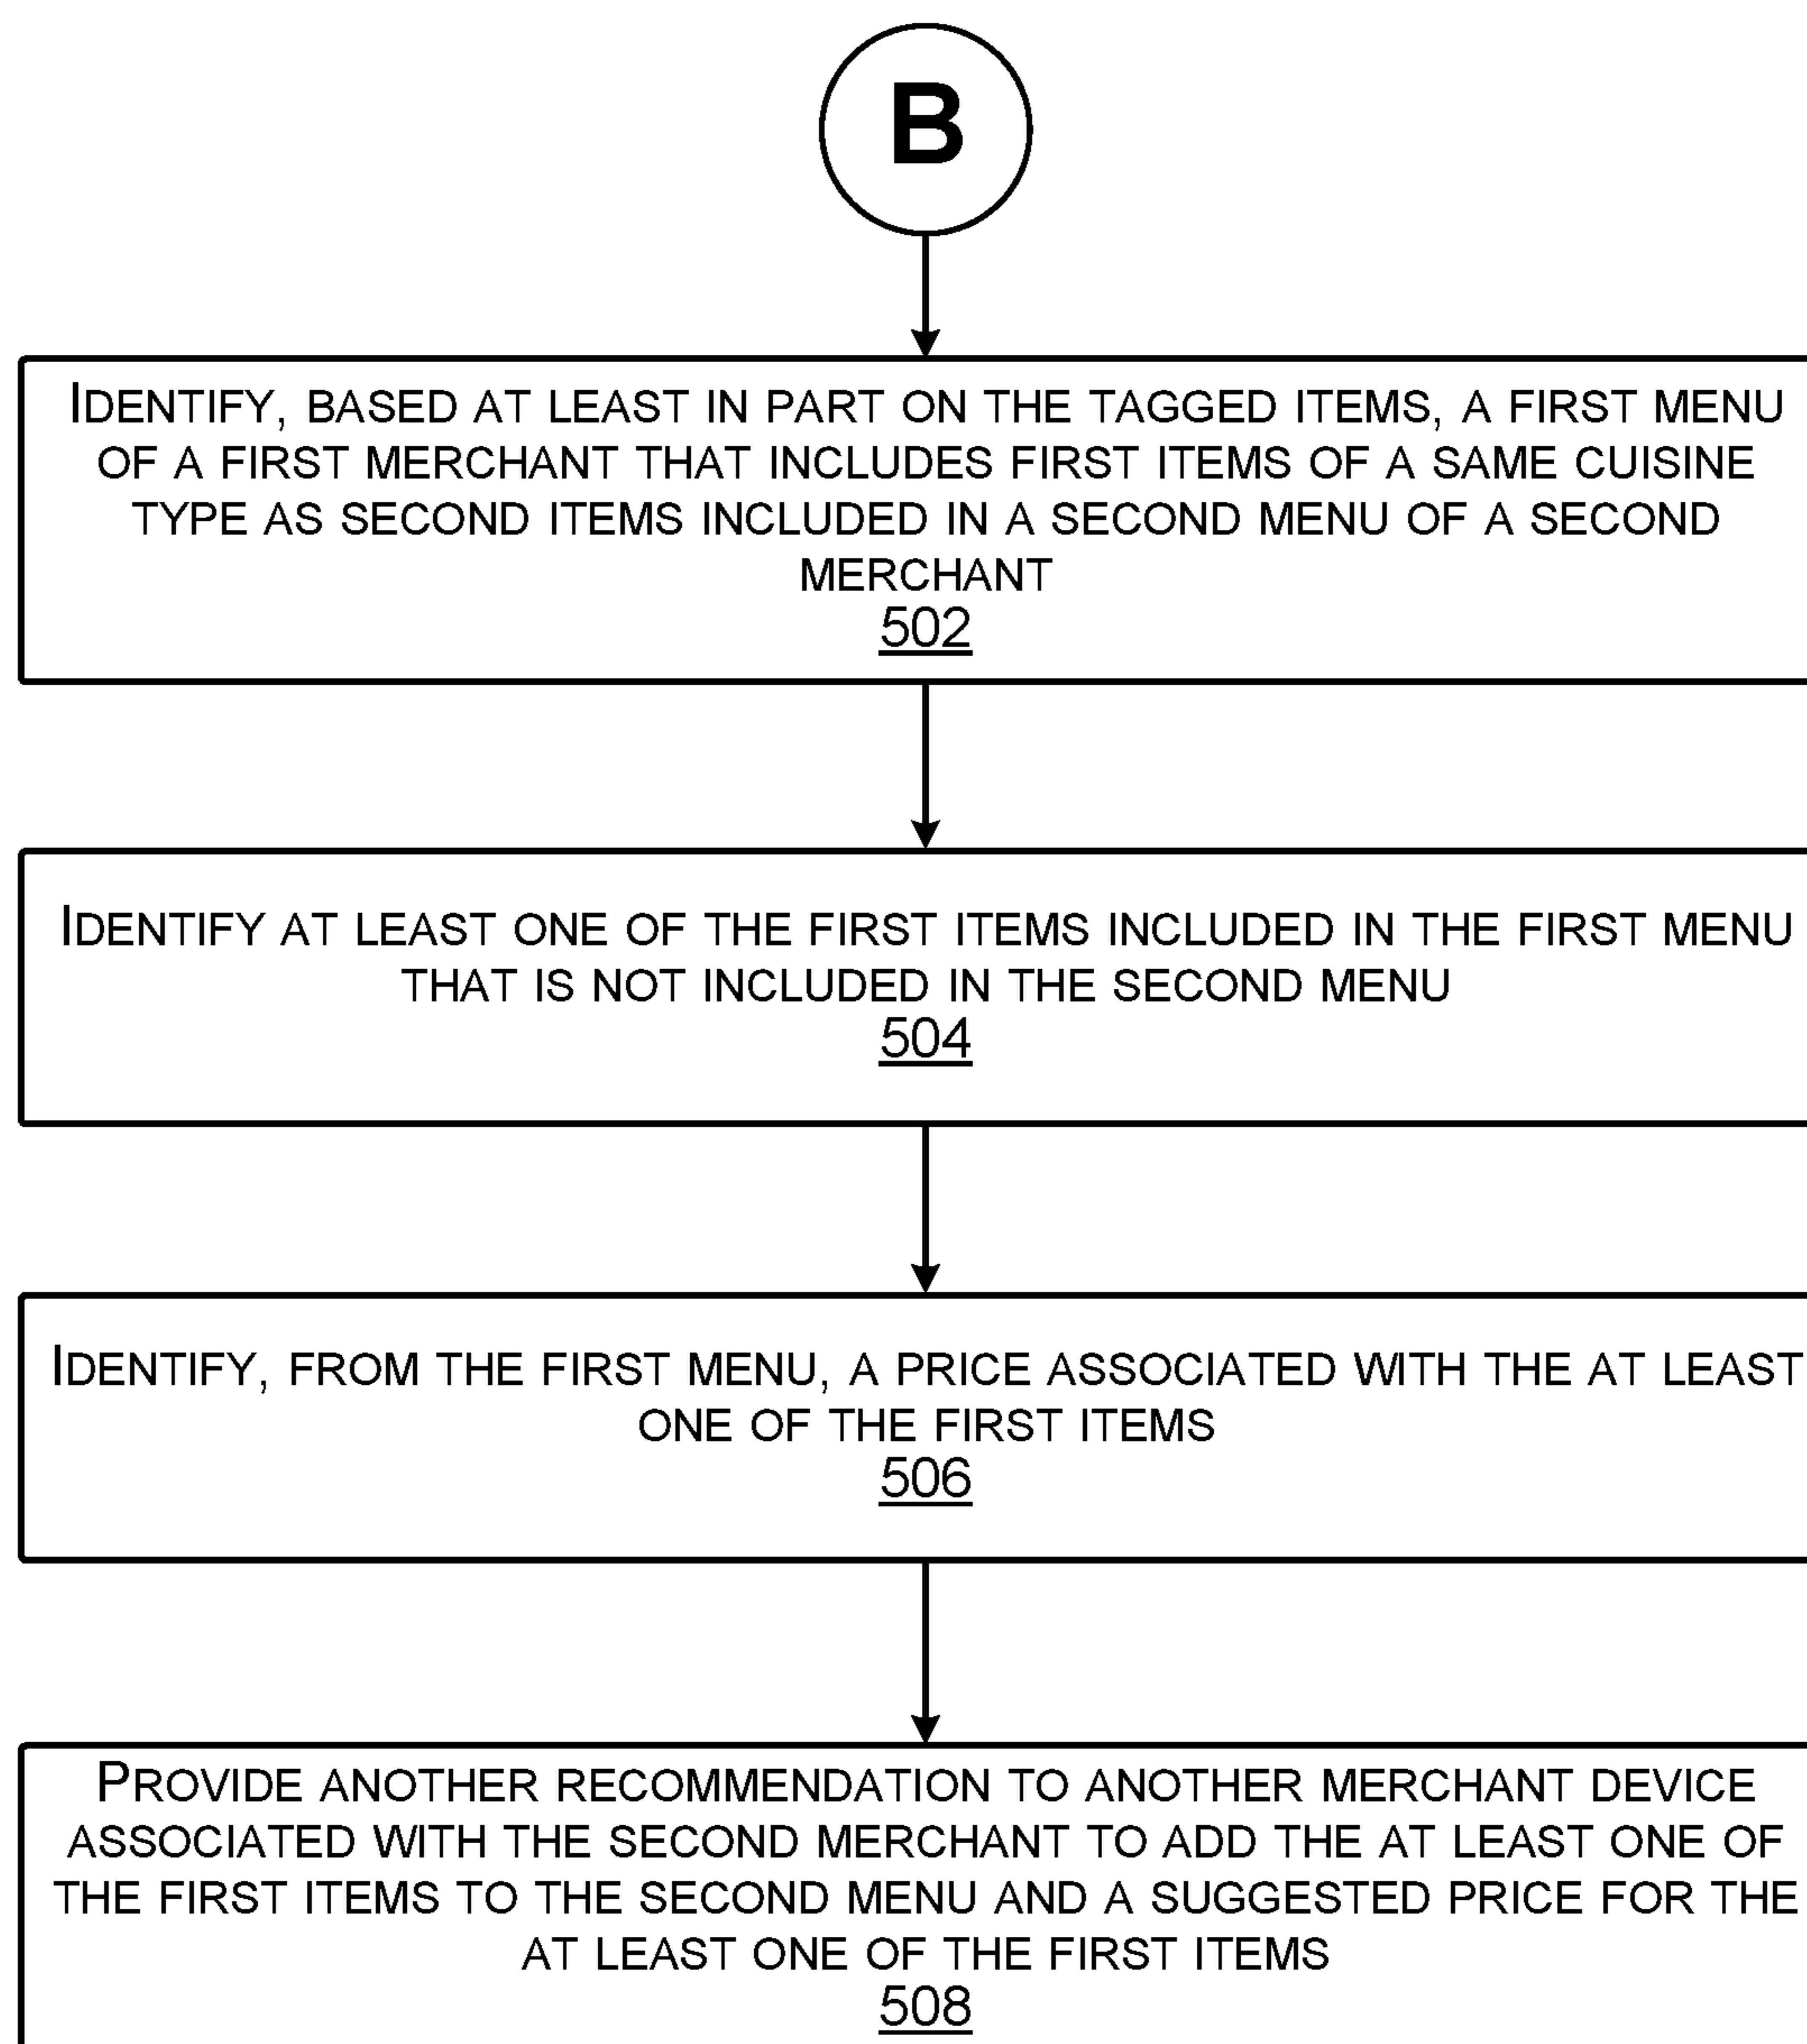 B
IDENTIFY, BASED AT LEAST IN PART ON THE TAGGED ITEMS, A FIRST MENU
OF A FIRST MERCHANT THAT INCLUDES FIRST ITEMS OF A SAME CUISINE
TYPE AS SECOND ITEMS INCLUDED IN A SECOND MENU OF A SECOND
MERCHANT
502
IDENTIFY AT LEAST ONE OF THE FIRST ITEMS INCLUDED IN THE FIRST MENU
THAT IS NOT INCLUDED IN THE SECOND MENU
504
IDENTIFY, FROM THE FIRST MENU, A PRICE ASSOCIATED WITH THE AT LEAST
ONE OF THE FIRST ITEMS
506
PROVIDE ANOTHER RECOMMENDATION TO ANOTHER MERCHANT DEVICE
ASSOCIATED WITH THE SECOND MERCHANT TO ADD THE AT LEAST ONE OF
THE FIRST ITEMS TO THE SECOND MENU AND A SUGGESTED PRICE FOR THE
AT LEAST ONE OF THE FIRST ITEMS
508